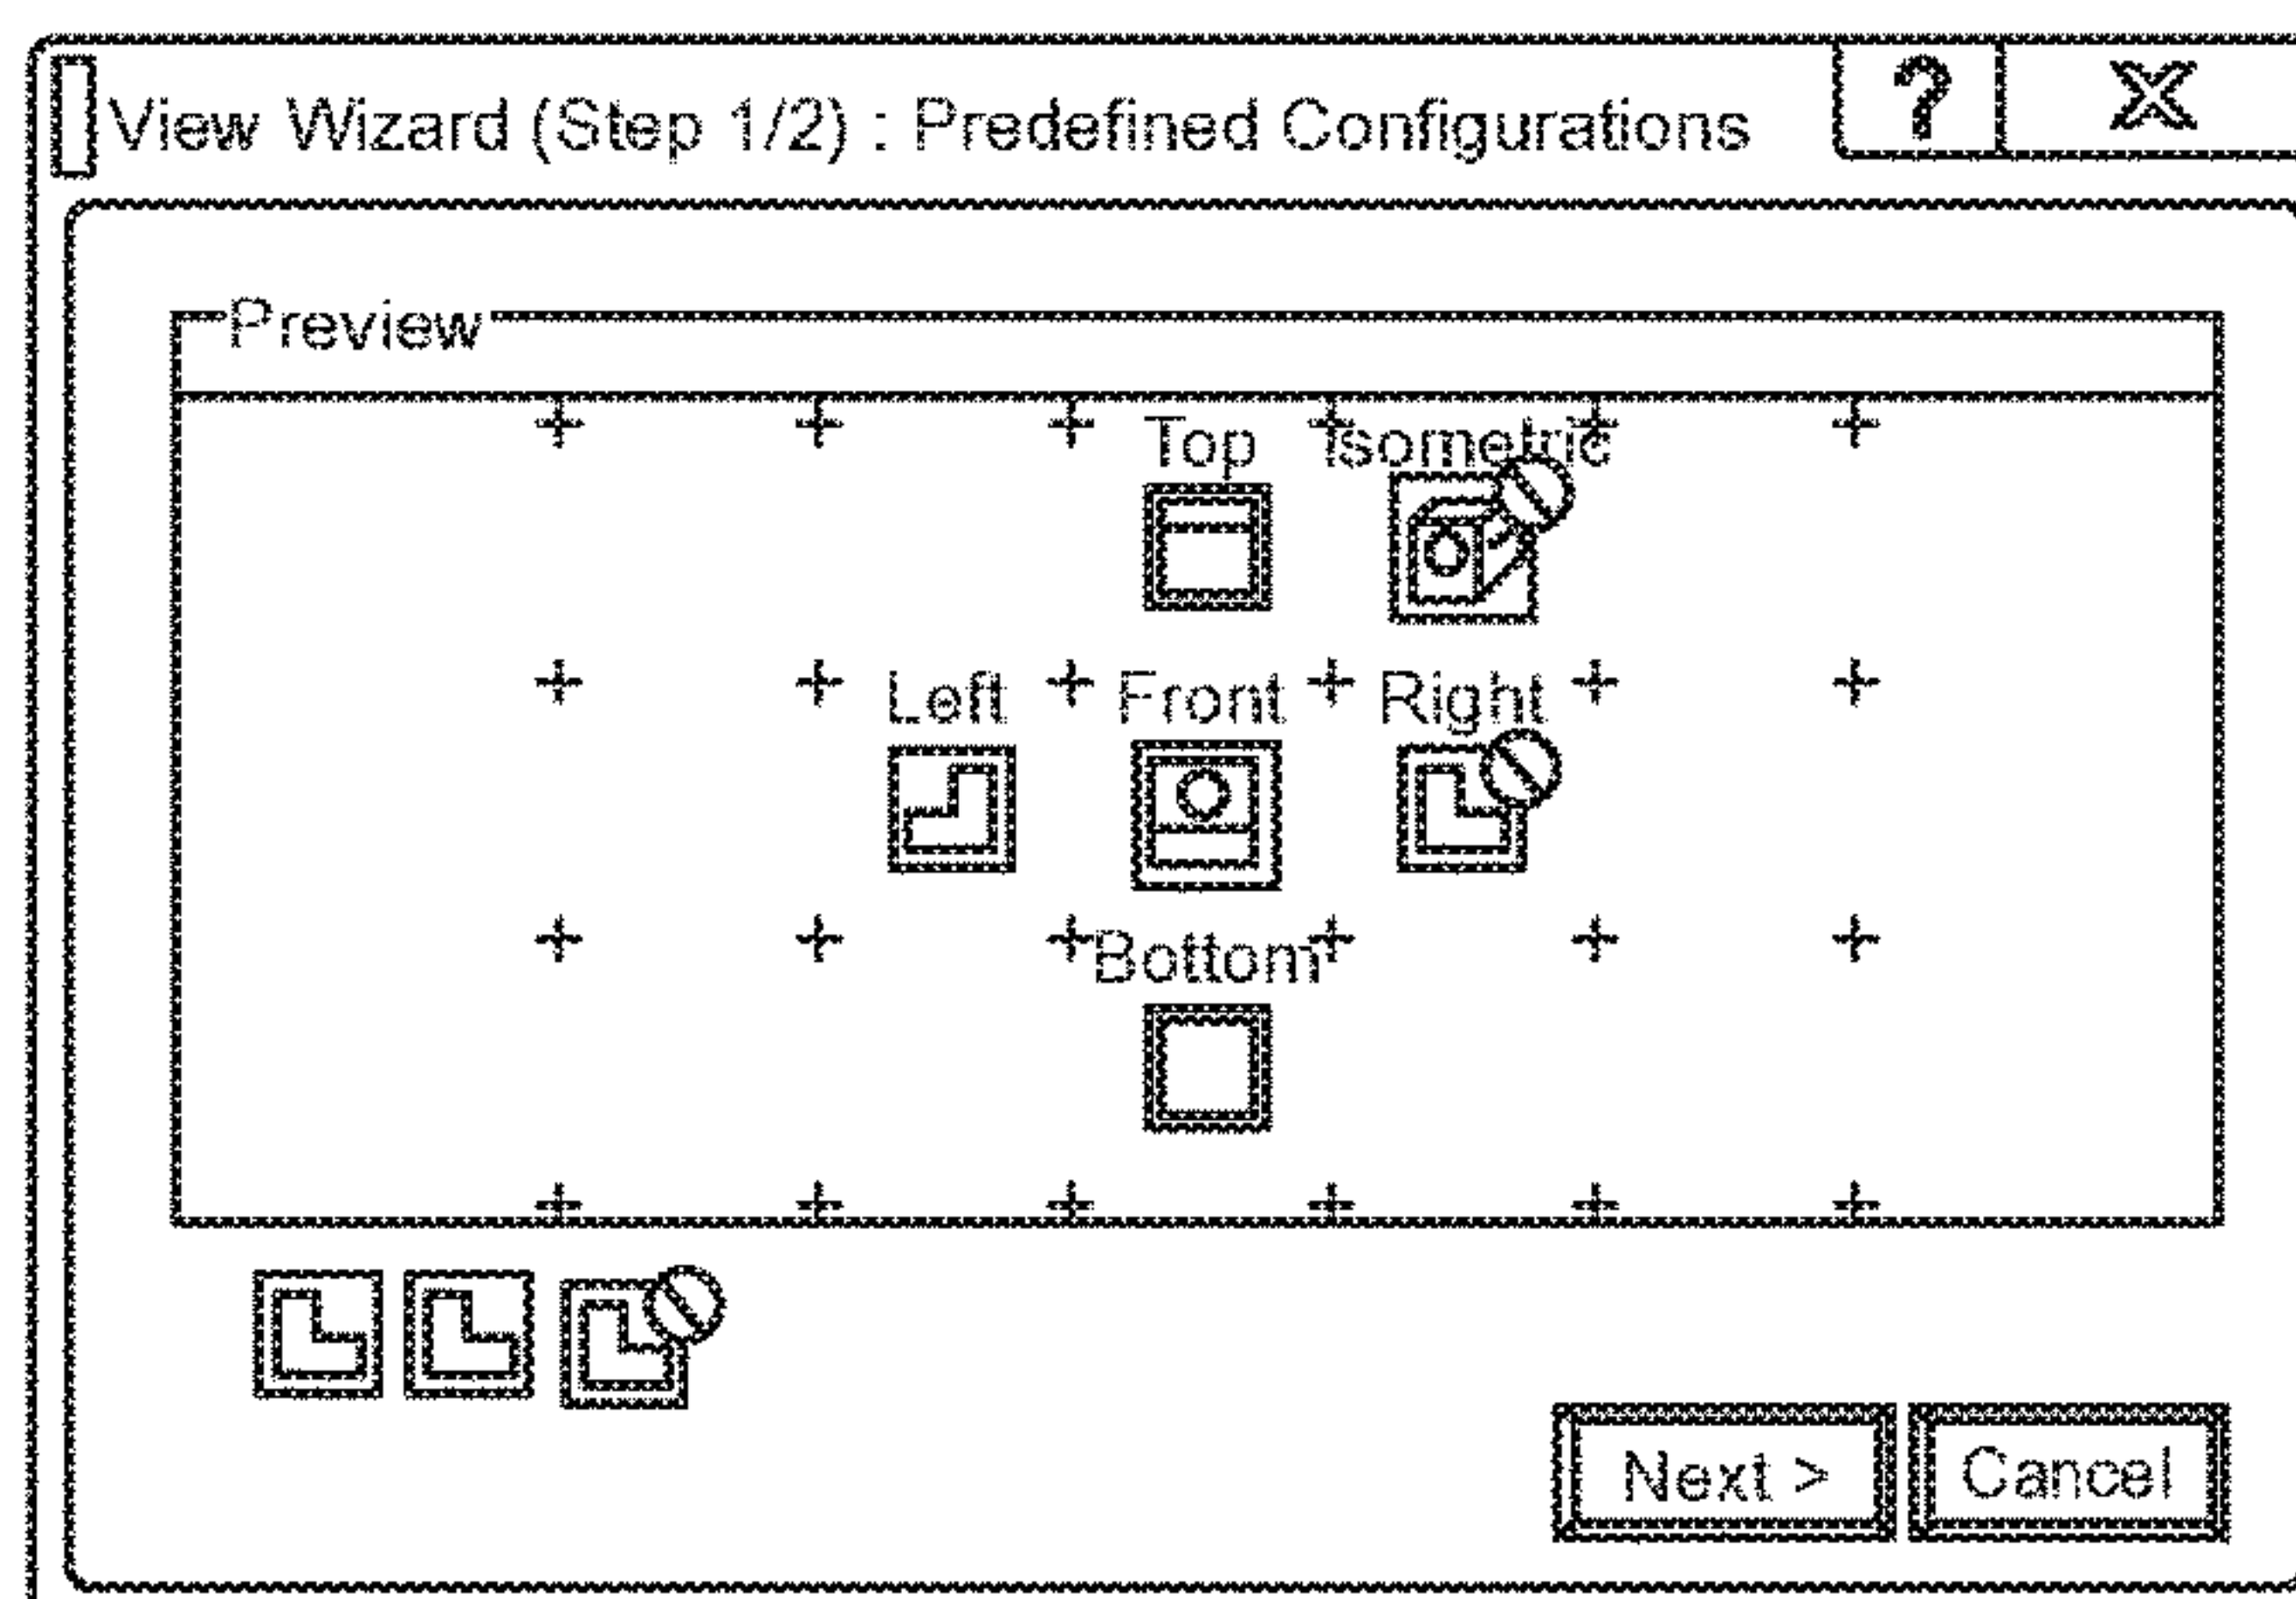 View Wizard (Step 1/2) : Predefined Configurations ? X
Preview
Top Isometric
Left Front Right
Bottom
Next > Cancel